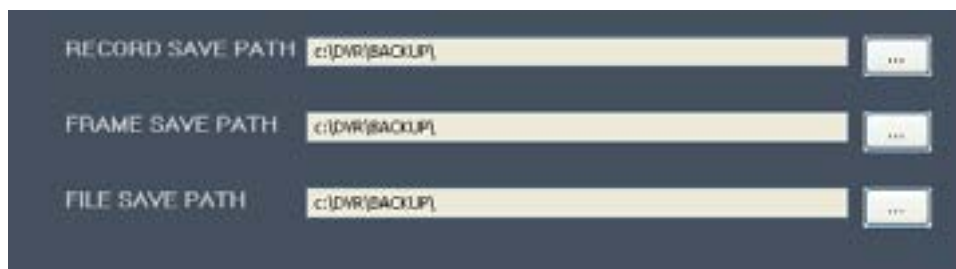 RECORD SAVE PATH c:\DVR\BACKUP\ ...
FRAME SAVE PATH c:\DVR\BACKUP\ ...
FILE SAVE PATH c:\DVR\BACKUP\ ...